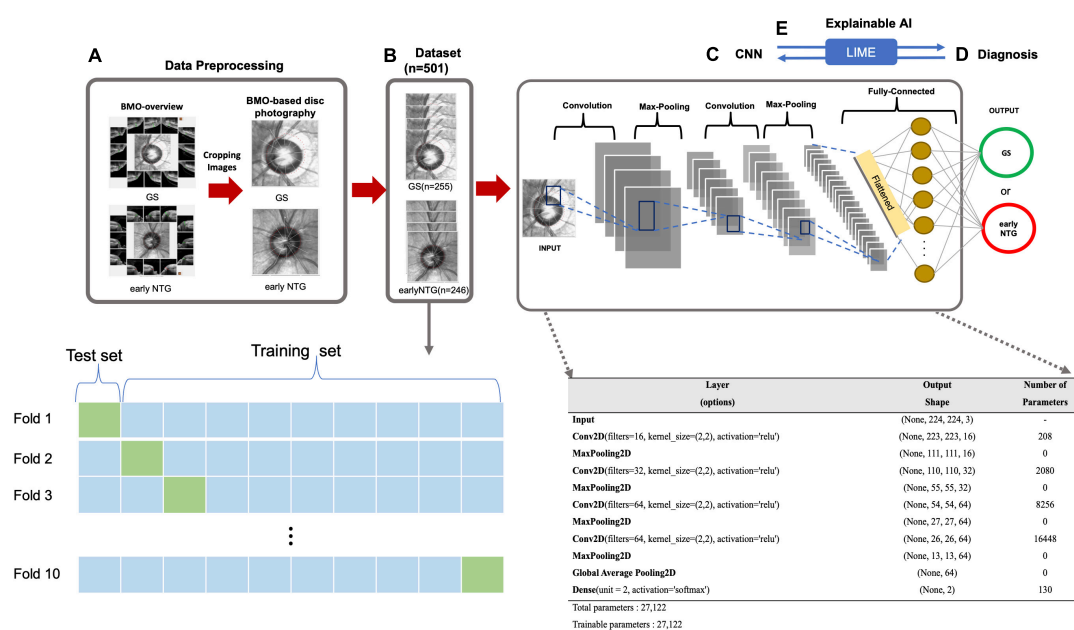 A
Data Preprocessing
BMO-overview
GS
early NTG
Cropping
Images
BMO-based disc
photography
GS
early NTG
B
Dataset
(n=501)
GS(n=255)
earlyNTG(n=246)
E
Explainable AI
C
CNN
LIME
D
Diagnosis
Convolution
Max-Pooling
Convolution
Max-Pooling
Fully-Connected
INPUT
Flattened
OUTPUT
GS
or
early
NTG
Test set
Training set
Fold 1
Fold 2
Fold 3
Fold 10
Layer
(options)
Output
Shape
Number of
Parameters
Input (None, 224, 224, 3) -
Conv2D(filters=16, kernel_size=(2,2), activation='relu') (None, 223, 223, 16) 208
MaxPooling2D (None, 111, 111, 16) 0
Conv2D(filters=32, kernel_size=(2,2), activation='relu') (None, 110, 110, 32) 2080
MaxPooling2D (None, 55, 55, 32) 0
Conv2D(filters=64, kernel_size=(2,2), activation='relu') (None, 54, 54, 64) 8256
MaxPooling2D (None, 27, 27, 64) 0
Conv2D(filters=64, kernel_size=(2,2), activation='relu') (None, 26, 26, 64) 16448
MaxPooling2D (None, 13, 13, 64) 0
Global Average Pooling2D (None, 64) 0
Dense(unit = 2, activation='softmax') (None, 2) 130
Total parameters : 27,122
Trainable parameters : 27,122